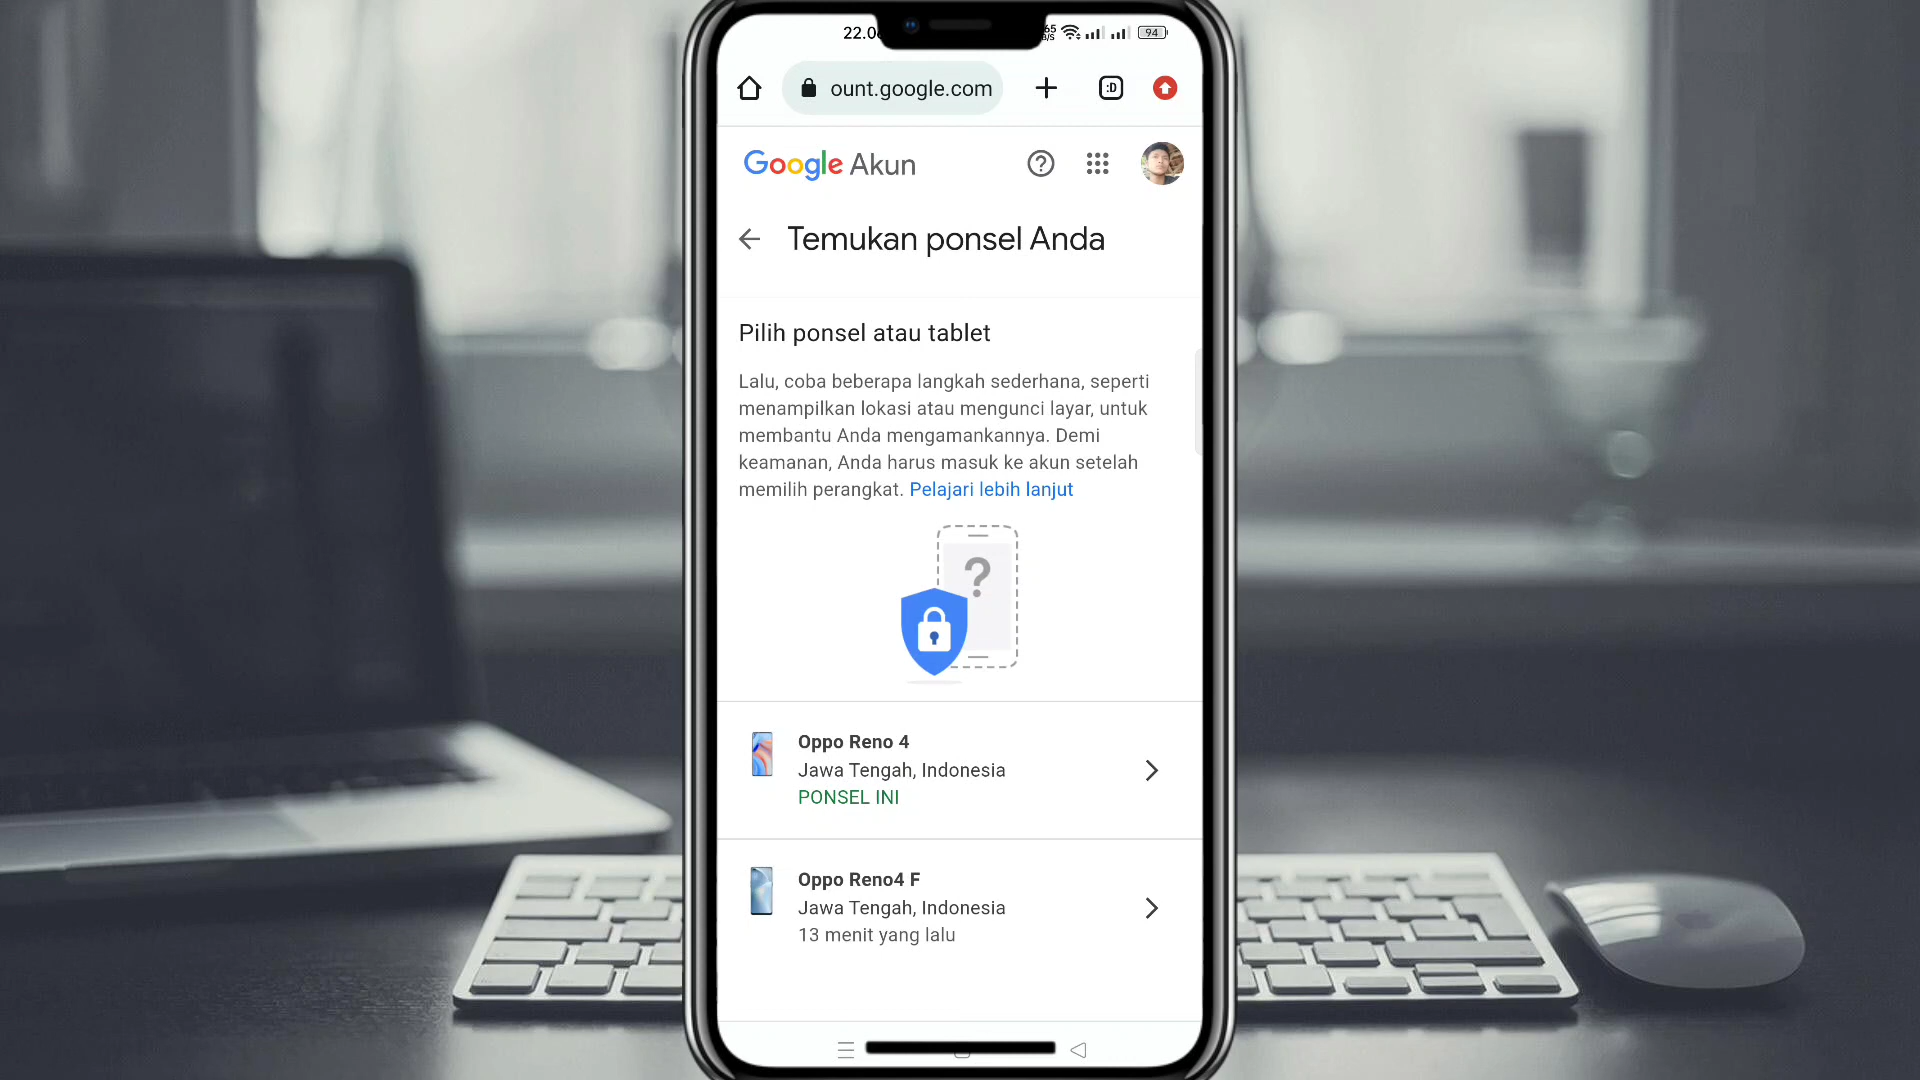 94
ount.google.com
:D
Google Akun
Temukan ponsel Anda
Pilih ponsel atau tablet
Lalu, coba beberapa langkah sederhana, seperti
menampilkan lokasi atau mengunci layar, untuk
membantu Anda mengamankannya. Demi
keamanan, Anda harus masuk ke akun setelah
memilih perangkat. Pelajari lebih lanjut
?
Oppo Reno 4
Jawa Tengah, Indonesia
PONSEL INI
Oppo Reno4 F
Jawa Tengah, Indonesia
13 menit yang lalu